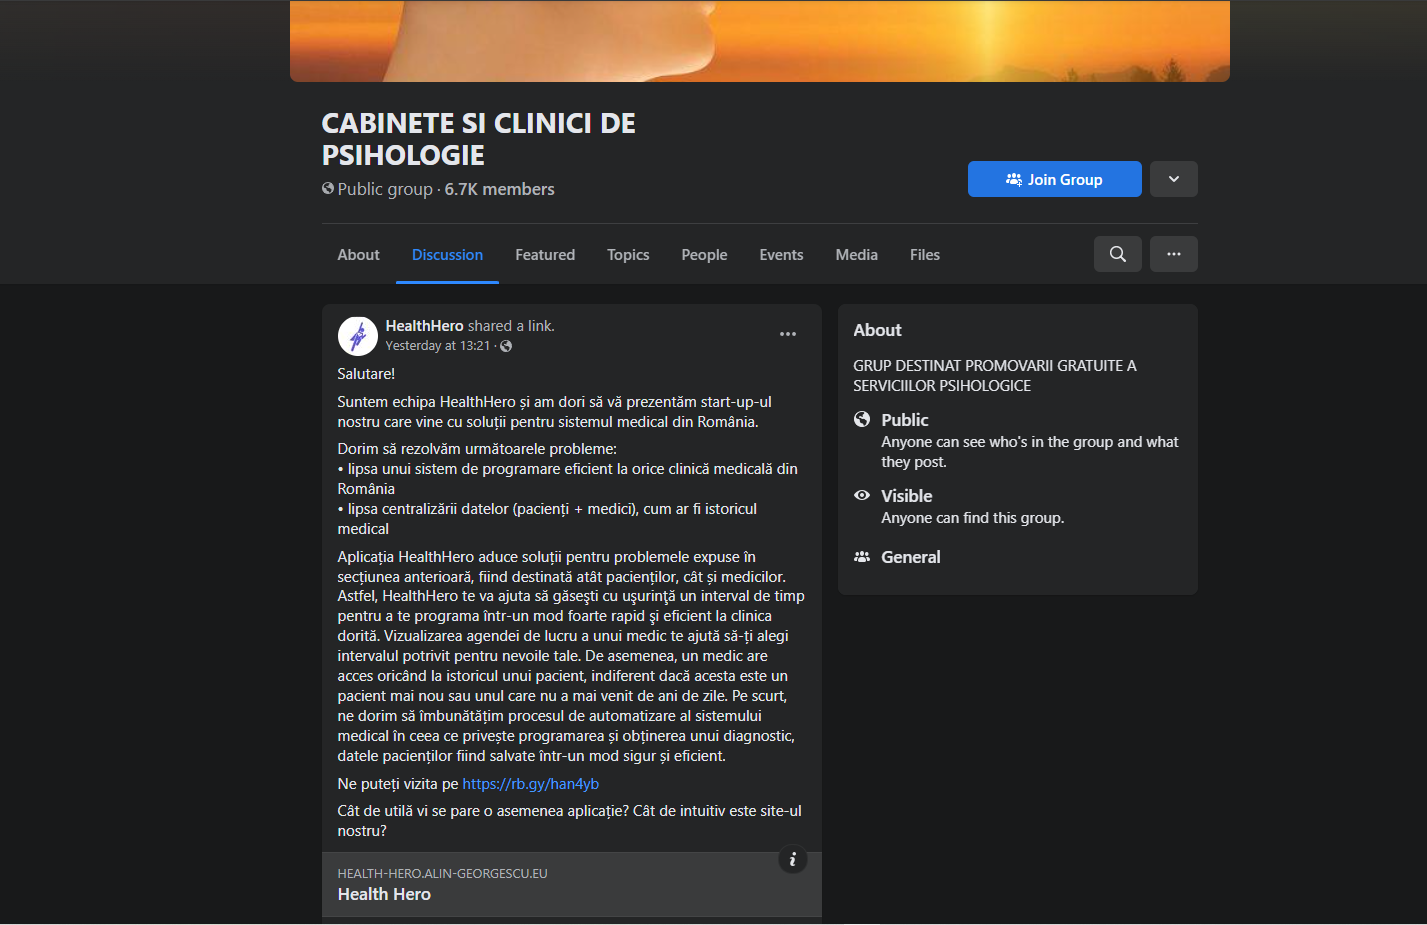 CABINETE SI CLINICI DE
PSIHOLOGIE
Public group · 6.7K members
Join Group
About
Discussion
Featured
Topics
People
Events
Media
Files
HealthHero shared a link.
Yesterday at 13:21 ·
Salutare!
Suntem echipa HealthHero și am dori să vă prezentăm start-up-ul
nostru care vine cu soluții pentru sistemul medical din România.
Dorim să rezolvăm următoarele probleme:
• lipsa unui sistem de programare eficient la orice clinică medicală din
România
• lipsa centralizării datelor (pacienți + medici), cum ar fi istoricul
medical
Aplicația HealthHero aduce soluții pentru problemele expuse în
secțiunea anterioară, fiind destinată atât pacienților, cât și medicilor.
Astfel, HealthHero te va ajuta să găseşti cu uşurinţă un interval de timp
pentru a te programa într-un mod foarte rapid şi eficient la clinica
dorită. Vizualizarea agendei de lucru a unui medic te ajută să-ți alegi
intervalul potrivit pentru nevoile tale. De asemenea, un medic are
acces oricând la istoricul unui pacient, indiferent dacă acesta este un
pacient mai nou sau unul care nu a mai venit de ani de zile. Pe scurt,
ne dorim să îmbunătățim procesul de automatizare al sistemului
medical în ceea ce privește programarea și obținerea unui diagnostic,
datele pacienților fiind salvate într-un mod sigur și eficient.
Ne puteți vizita pe https://rb.gy/han4yb
Cât de utilă vi se pare o asemenea aplicație? Cât de intuitiv este site-ul
nostru?
HEALTH-HERO.ALIN-GEORGESCU.EU
Health Hero
About
GRUP DESTINAT PROMOVARII GRATUITE A
SERVICIILOR PSIHOLOGICE
Public
Anyone can see who's in the group and what
they post.
Visible
Anyone can find this group.
General